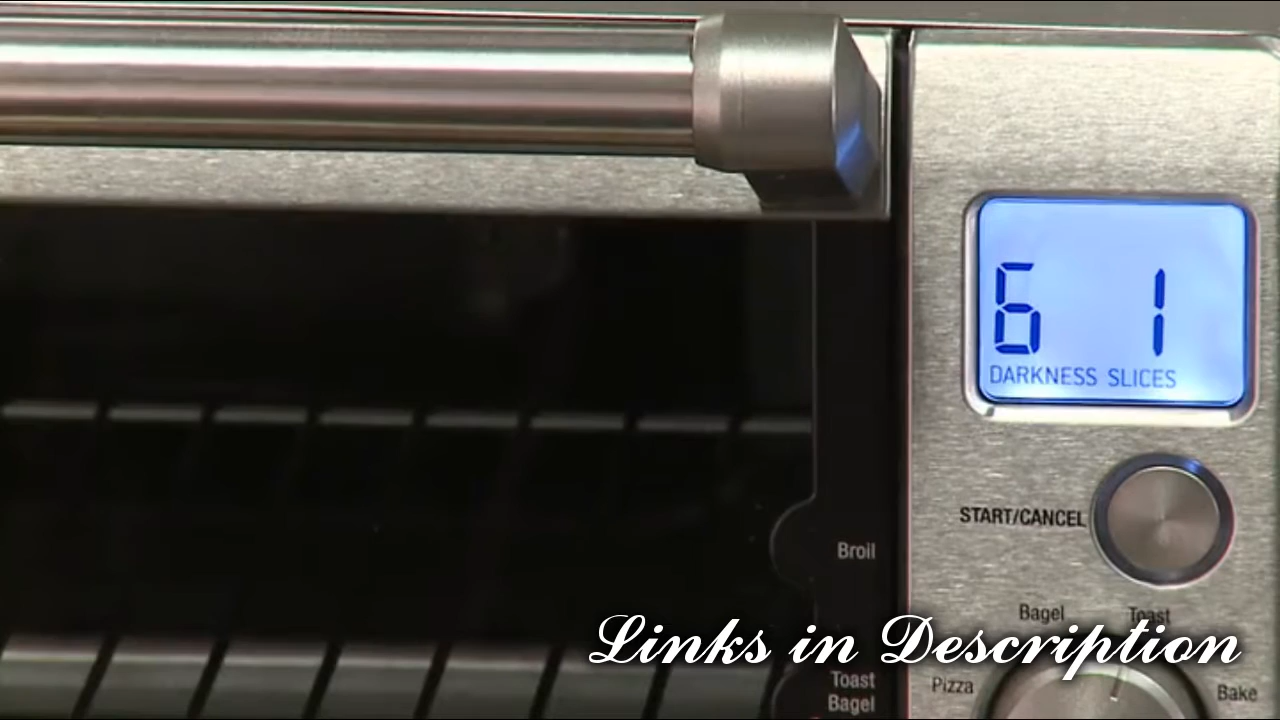 6 1
DARKNESS SLICES
START/CANCEL
Broil
Bagel Toast
Links in Description
Toast
Bagel
Pizza
Bake